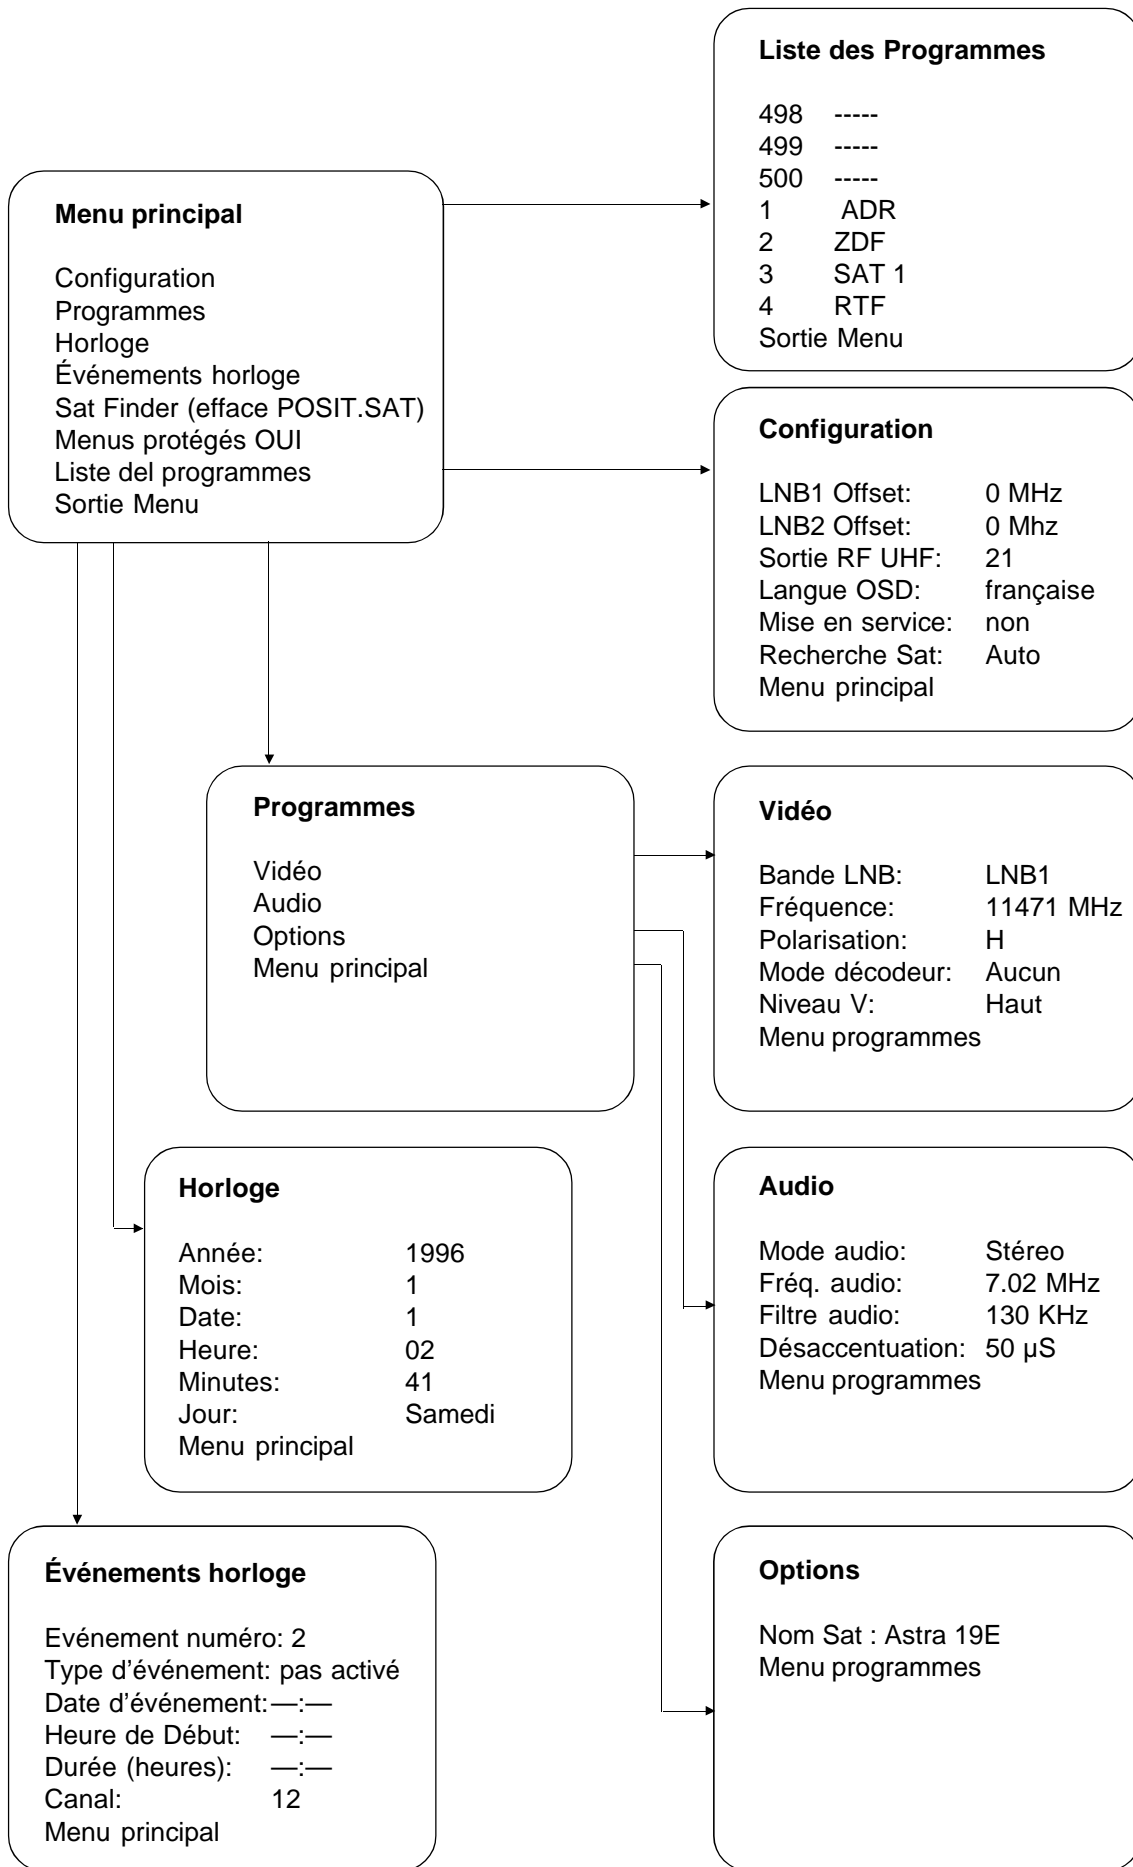 Liste des Programmes
498 -----
499 -----
500 -----
1 ADR
2 ZDF
3 SAT 1
4 RTF
Sortie Menu
Menu principal
Configuration
Programmes
Horloge
Événements horloge
Sat Finder (efface POSIT.SAT)
Menus protégés OUI
Liste del programmes
Sortie Menu
Configuration
LNB1 Offset: 0 MHz
LNB2 Offset: 0 Mhz
Sortie RF UHF: 21
Langue OSD: française
Mise en service: non
Recherche Sat: Auto
Menu principal
Programmes
Vidéo
Audio
Options
Menu principal
Vidéo
Bande LNB: LNB1
Fréquence: 11471 MHz
Polarisation: H
Mode décodeur: Aucun
Niveau V: Haut
Menu programmes
Horloge
Année: 1996
Mois: 1
Date: 1
Heure: 02
Minutes: 41
Jour: Samedi
Menu principal
Audio
Mode audio: Stéreo
Fréq. audio: 7.02 MHz
Filtre audio: 130 KHz
Désaccentuation: 50 µS
Menu programmes
Événements horloge
Evénement numéro: 2
Type d’événement: pas activé
Date d’événement: —:—
Heure de Début: —:—
Durée (heures): —:—
Canal: 12
Menu principal
Options
Nom Sat : Astra 19E
Menu programmes